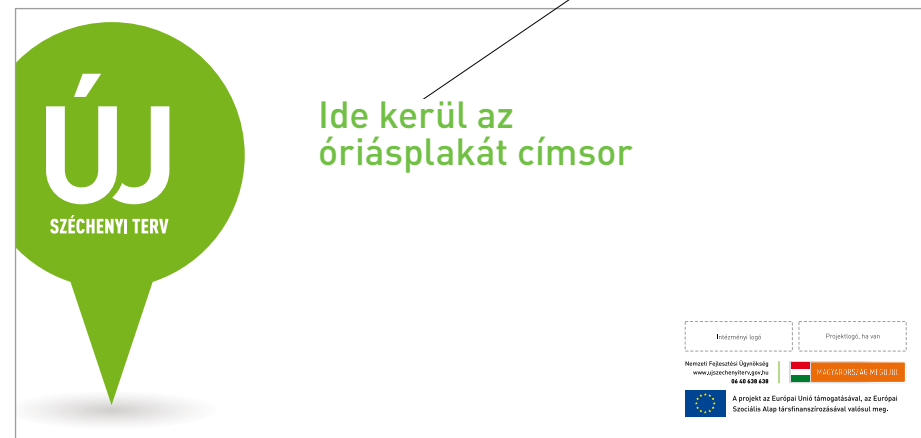 ÚJ
SZÉCHENYI TERV
Ide kerül az
óriásplakát címsor
Intézményi logó
Projektlogó, ha van
Nemzeti Fejlesztési Ügynökség
www.ujszechenyiterv.gov.hu
06 40 638 638
MAGYARORSZÁG MEGÚJUL
A projekt az Európai Unió támogatásával, az Európai
Szociális Alap társfinanszírozásával valósul meg.